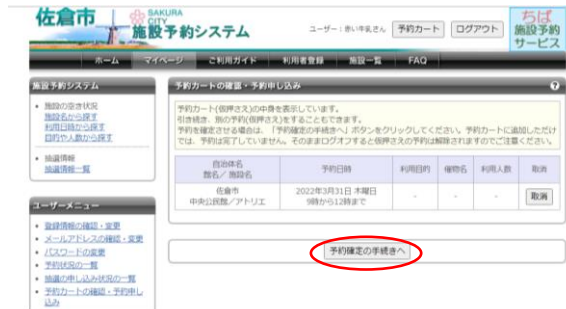 佐倉市
SAKURA
CITY
施設予約システム
ユーザー：赤い牛乳さん 予約カート ログアウト
ちば
施設予約
サービス
ホーム マイページ ご利用ガイド 利用者登録 施設一覧 FAQ
施設予約システム
• 施設の空き状況
施設名から探す
利用日時から探す
目的や人数から探す
• 抽選情報
抽選情報一覧
ユーザーメニュー
• 登録情報の確認・変更
• メールアドレスの確認・変更
• パスワードの変更
• 予約状況の一覧
• 抽選の申し込み状況の一覧
• 予約カートの確認・予約申し
込み
予約カートの確認・予約申し込み
予約カート(仮押さえ)の中身を表示しています。
引き続き、別の予約(仮押さえ)をすることもできます。
予約を確定させる場合は、「予約確定の手続きへ」ボタンをクリックしてください。予約カートに追加しただけ
では、予約は完了していません。そのままログオフすると仮押さえの予約は解除されますのでご注意ください。
自治体名
館名／ 施設名 予約日時 利用目的 催物名 利用人数 取消
佐倉市
中央公民館／アトリエ 2022年3月31日 木曜日
9時から12時まで - - - 取消
予約確定の手続きへ